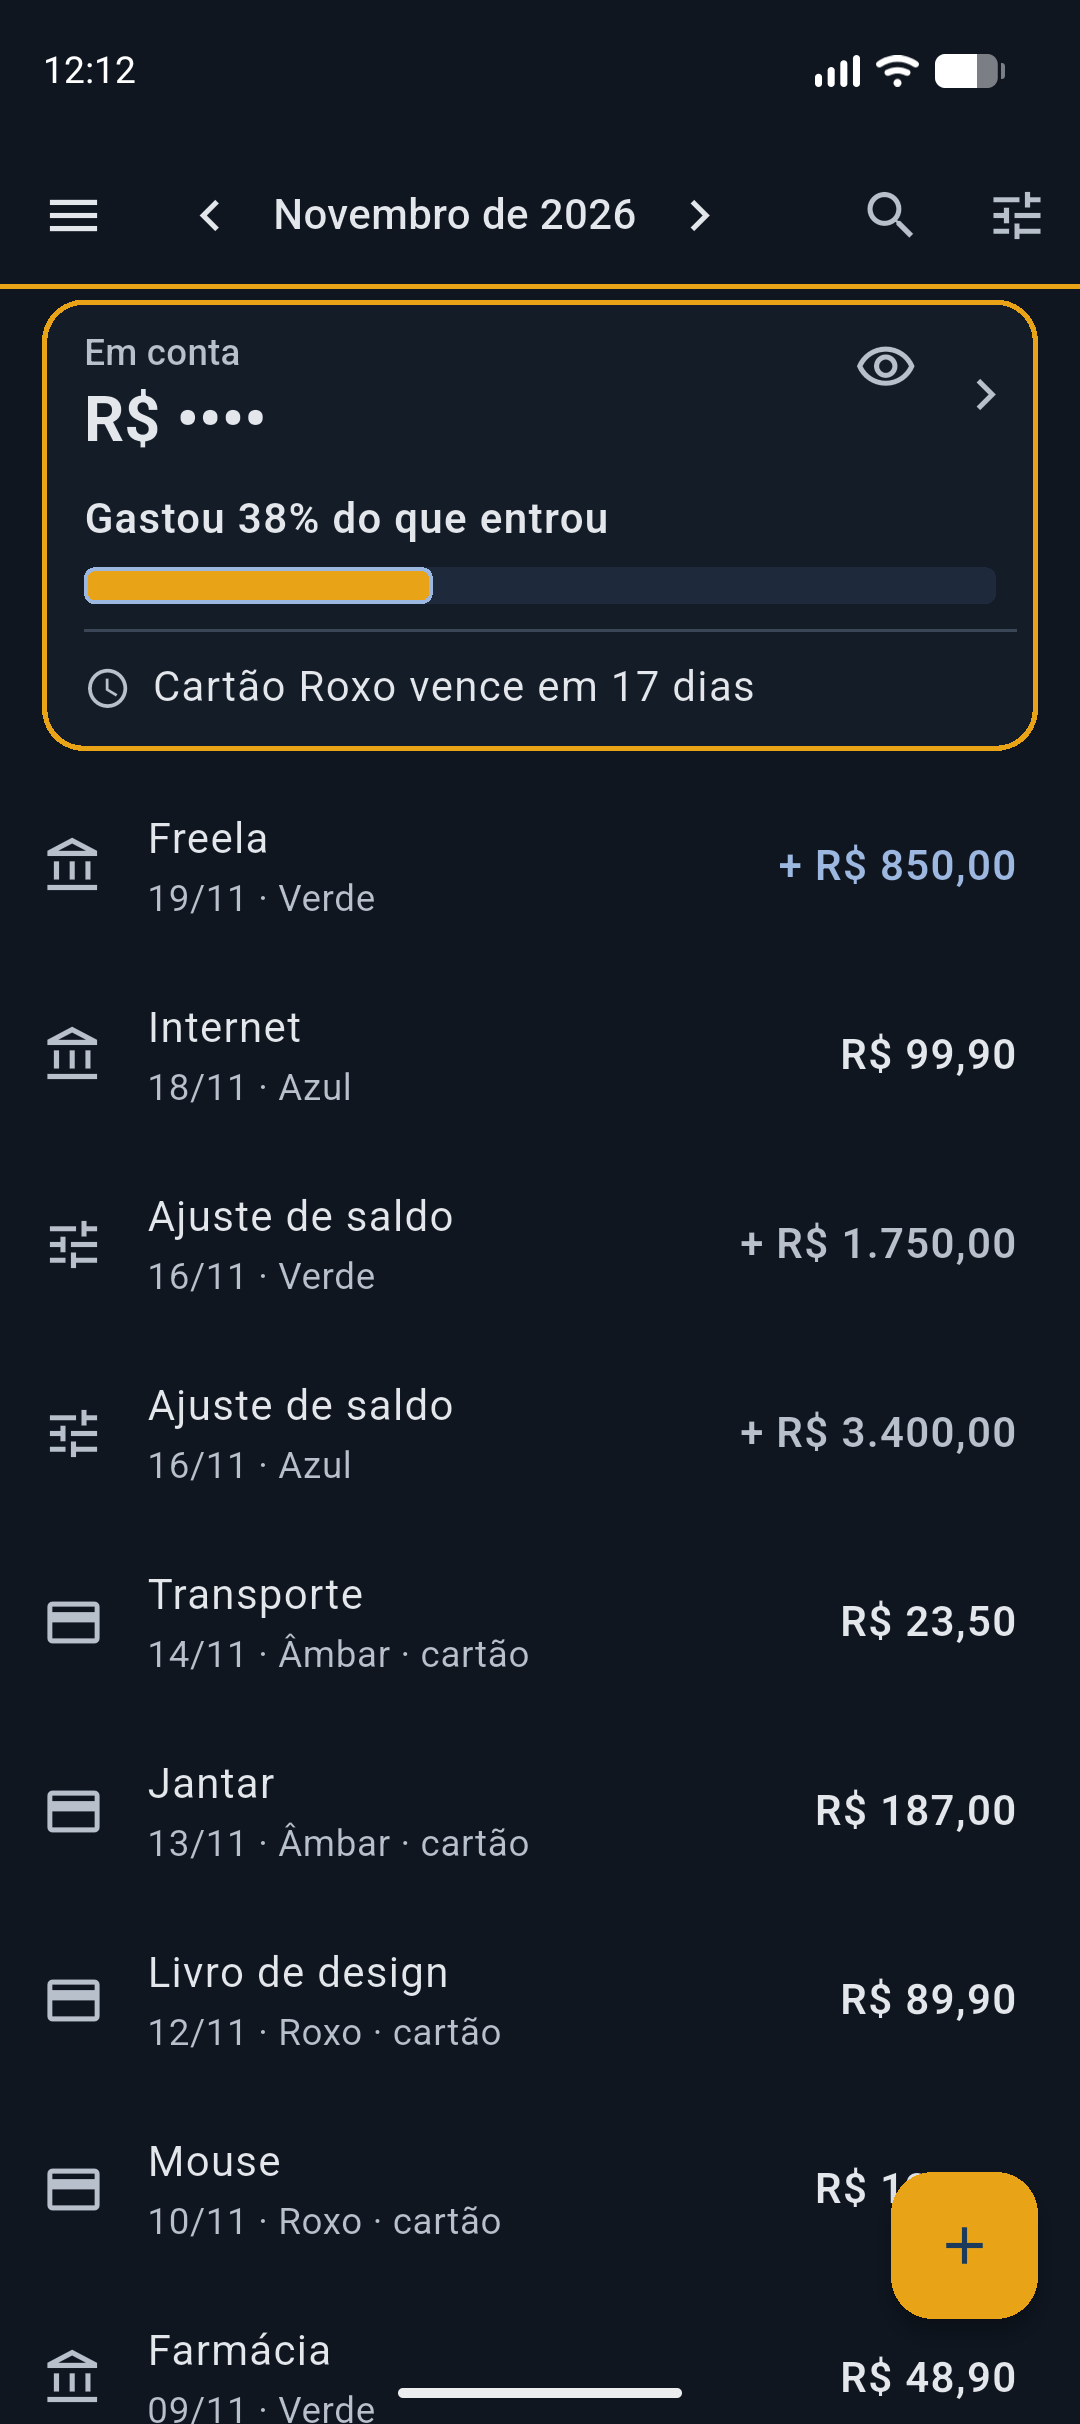 12:12
Novembro de 2026
Em conta
R$ ••••
Gastou 38% do que entrou
Cartão Roxo vence em 17 dias
Freela
+ R$ 850,00
19/11 · Verde
Internet
R$ 99,90
18/11 · Azul
Ajuste de saldo
+ R$ 1.750,00
16/11 · Verde
Ajuste de saldo
+ R$ 3.400,00
16/11 · Azul
Transporte
R$ 23,50
14/11 · Âmbar · cartão
Jantar
R$ 187,00
13/11 · Âmbar · cartão
Livro de design
R$ 89,90
12/11 · Roxo · cartão
Mouse
R$
10/11 · Roxo · cartão
Farmácia
R$ 48,90
09/11 · Verde